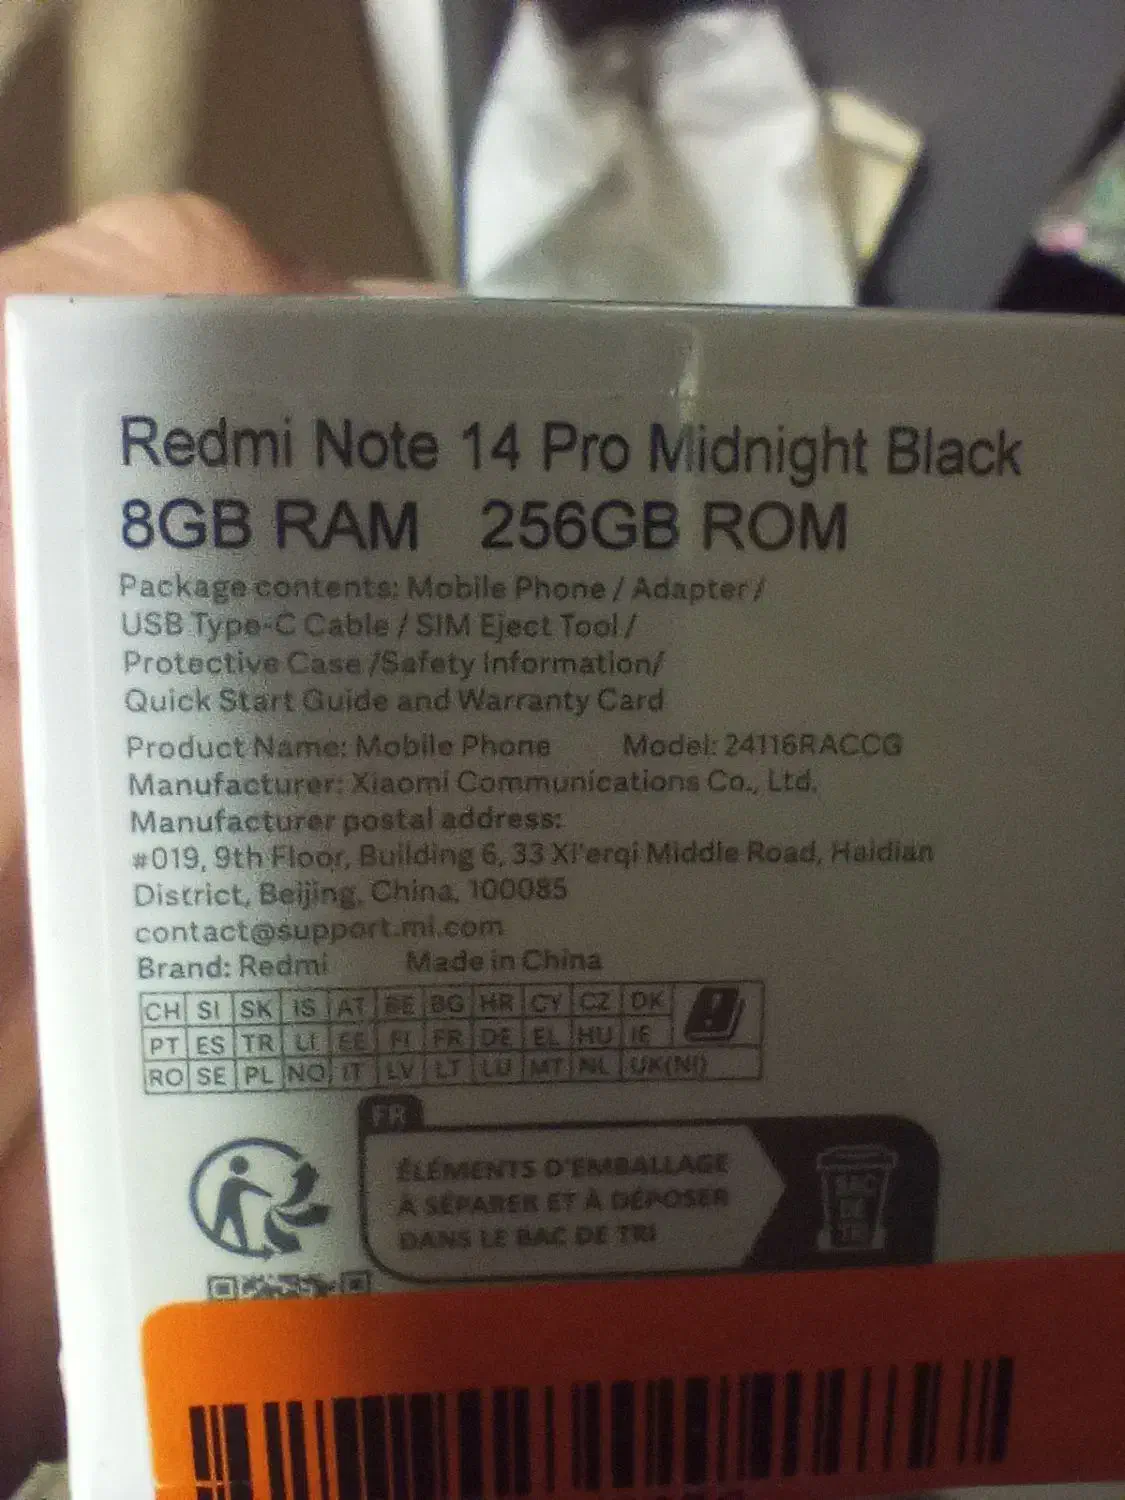 Redmi Note 14 Pro Midnight Black
8GB RAM 256GB ROM
Package contents: Mobile Phone / Adapter /
USB Type-C Cable / SIM Eject Tool /
Protective Case /Safety Information/
Quick Start Guide and Warranty Card
Product Name: Mobile Phone Model: 24116RACCG
Manufacturer: Xiaomi Communications Co., Ltd.
Manufacturer postal address:
#019, 9th Floor, Building 6, 33 Xi'erqi Middle Road, Haidian
District, Beijing, China, 100085
contact@support.mi.com
Brand: Redmi Made in China
CH SI SK IS AT BE BG HR CY CZ DK
PT ES TR LI EE FI FR DE EL HU IE
RO SE PL NO IT LV LT LU MT NL UK(NI)
FR
ÉLÉMENTS D'EMBALLAGE
À SÉPARER ET À DÉPOSER
DANS LE BAC DE TRI
BAC
DE
TRI